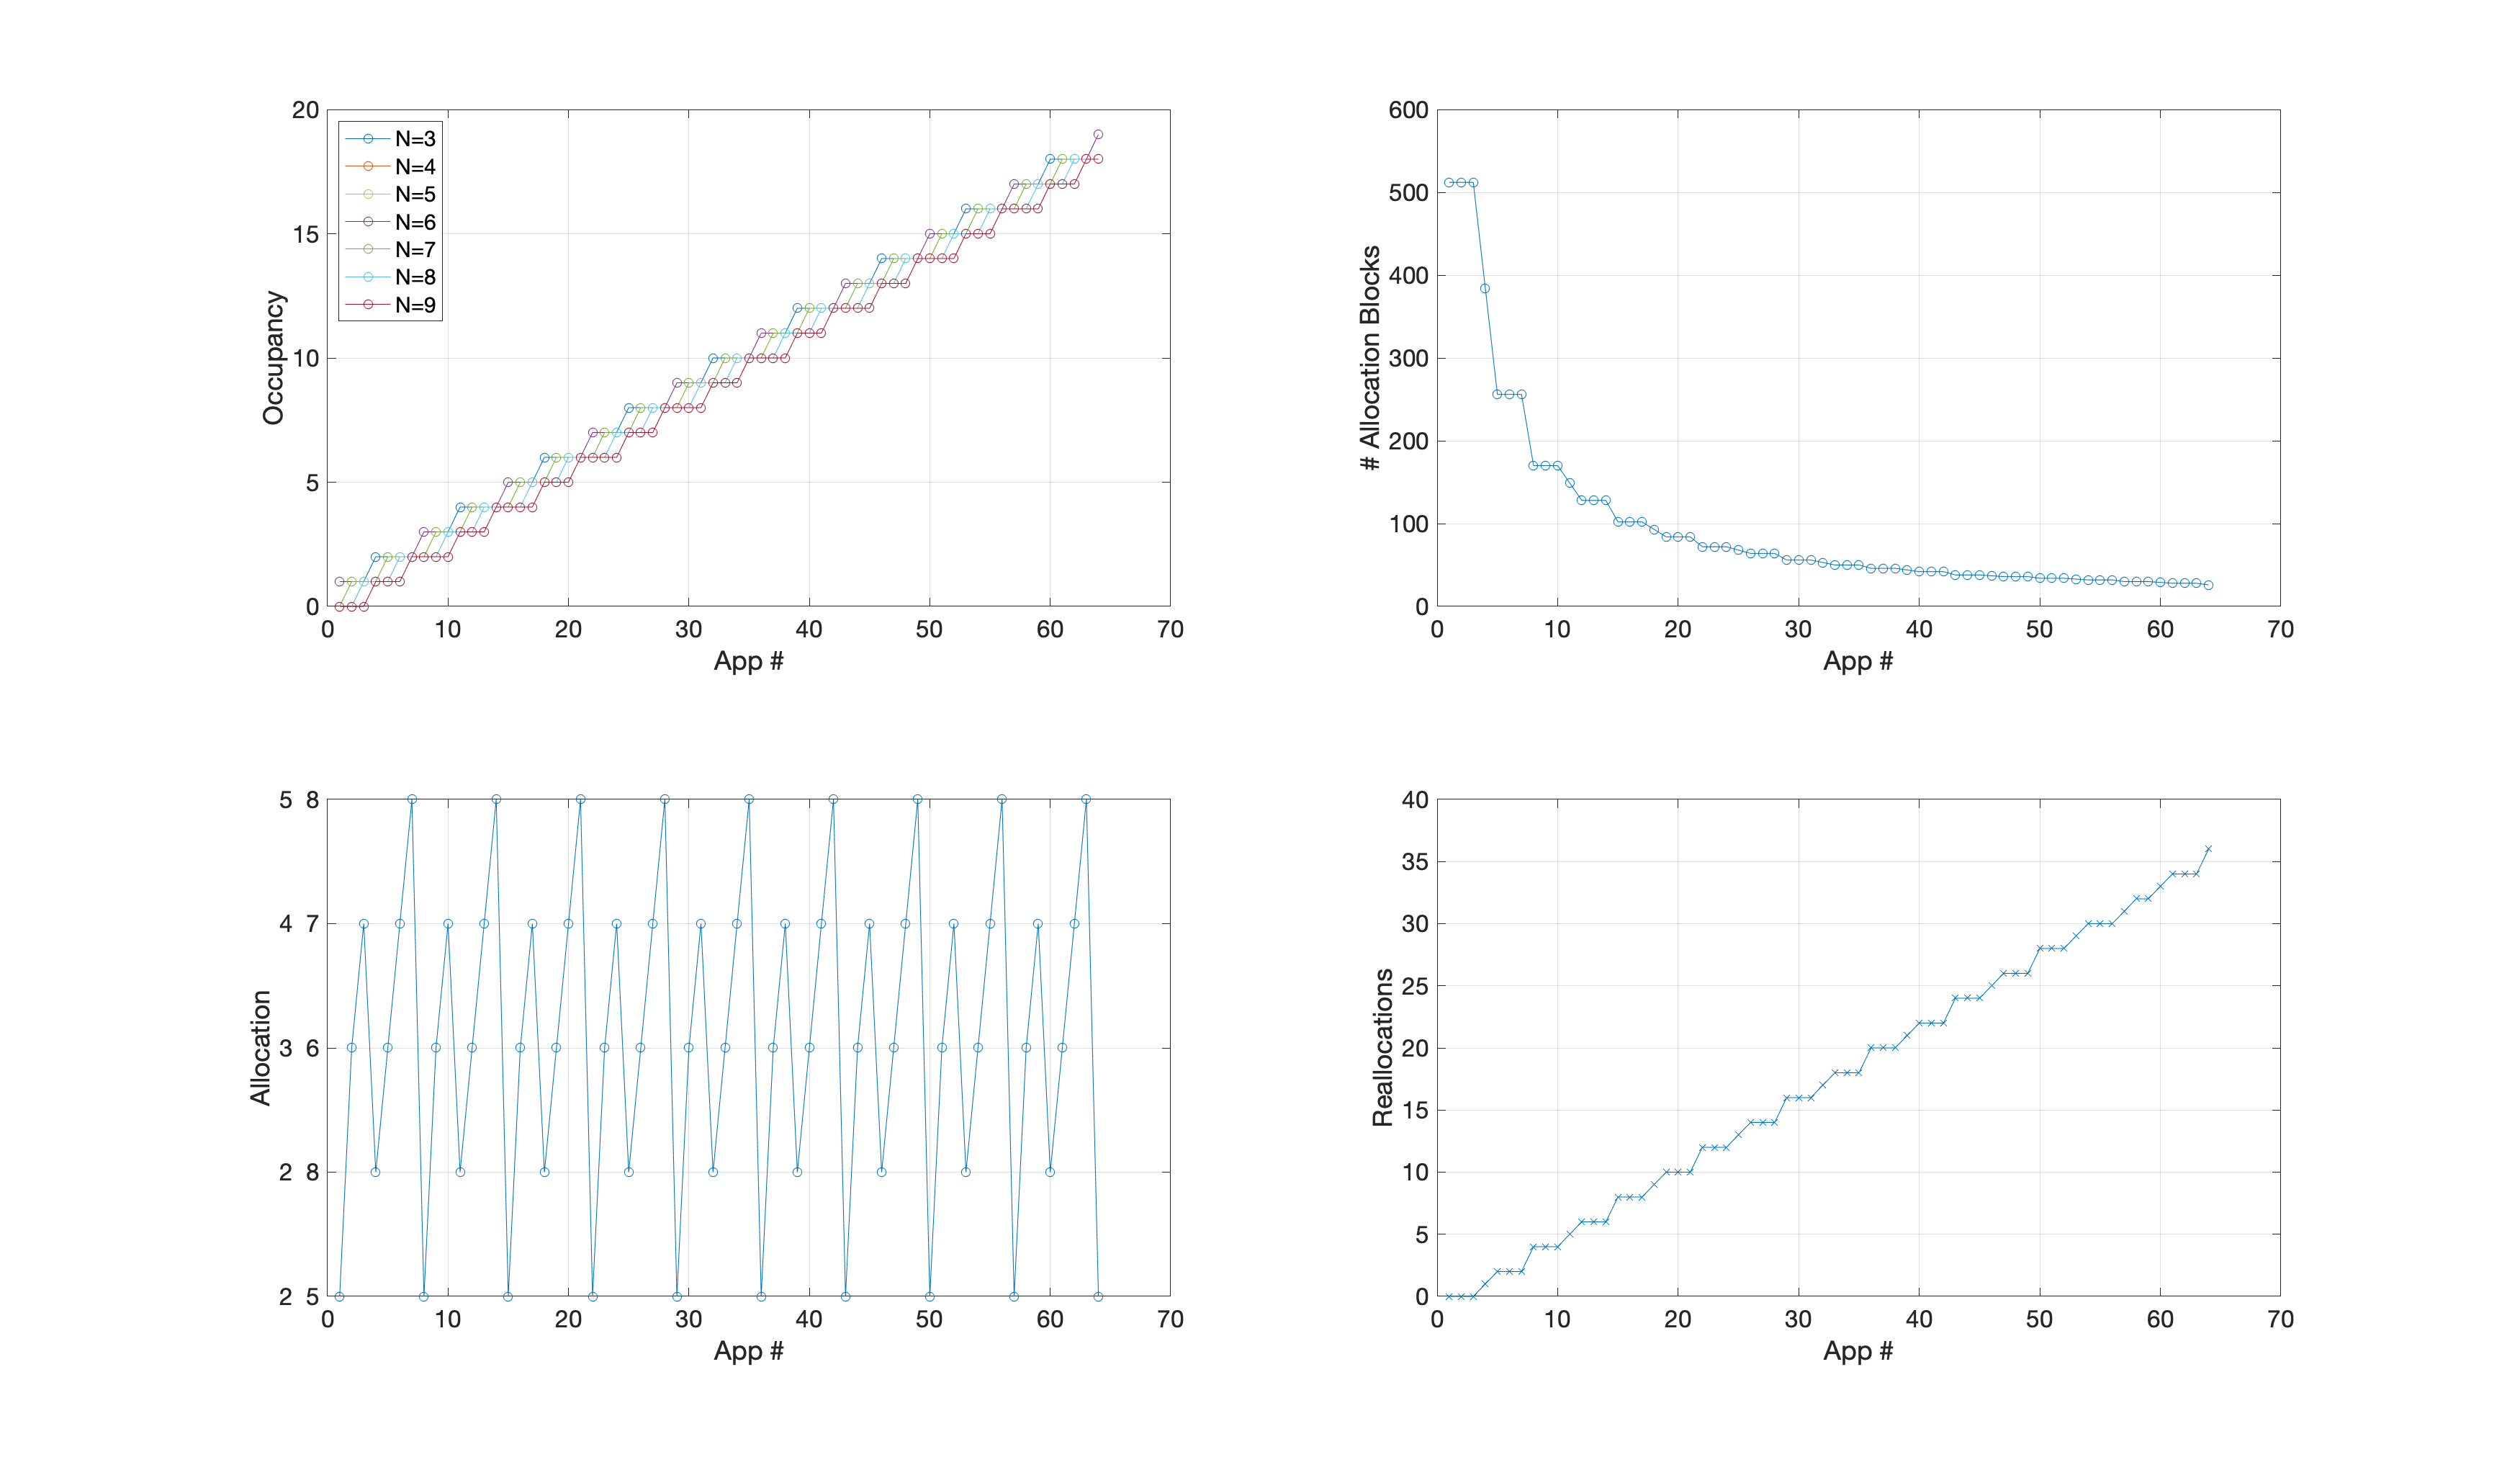 20
15
10
5
0
Occupancy
N=3
N=4
N=5
N=6
N=7
N=8
N=9
0 10 20 30 40 50 60 70
App #
600
500
400
300
200
100
0
# Allocation Blocks
0 10 20 30 40 50 60 70
App #
5 8
4 7
3 6
2 8
2 5
Allocation
0 10 20 30 40 50 60 70
App #
40
35
30
25
20
15
10
5
0
Reallocations
0 10 20 30 40 50 60 70
App #